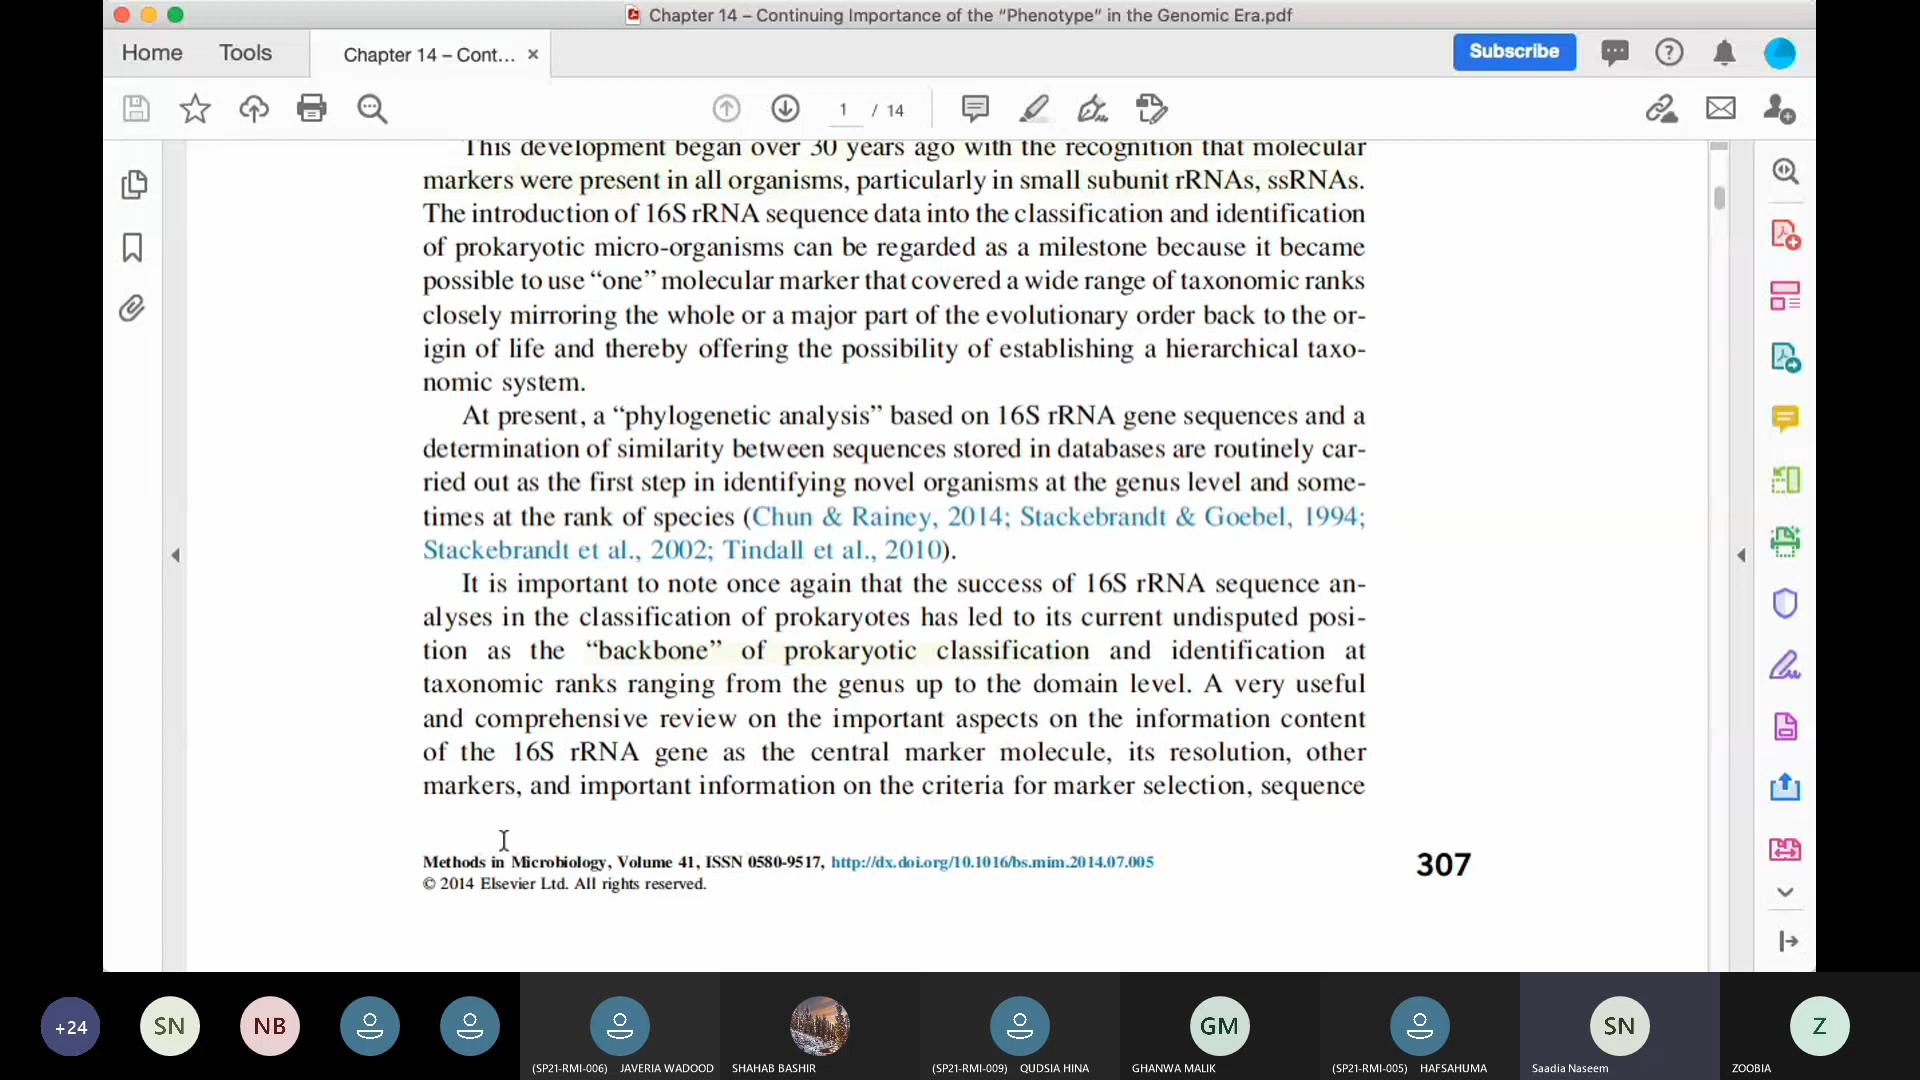 Chapter 14 – Continuing Importance of the “Phenotype” in the Genomic Era.pdf
Home Tools Chapter 14 – Cont... × Subscribe
1 / 14
This development began over 30 years ago with the recognition that molecular
markers were present in all organisms, particularly in small subunit rRNAs, ssRNAs.
The introduction of 16S rRNA sequence data into the classification and identification
of prokaryotic micro-organisms can be regarded as a milestone because it became
possible to use “one” molecular marker that covered a wide range of taxonomic ranks
closely mirroring the whole or a major part of the evolutionary order back to the or-
igin of life and thereby offering the possibility of establishing a hierarchical taxo-
nomic system.
At present, a “phylogenetic analysis” based on 16S rRNA gene sequences and a
determination of similarity between sequences stored in databases are routinely car-
ried out as the first step in identifying novel organisms at the genus level and some-
times at the rank of species (Chun & Rainey, 2014; Stackebrandt & Goebel, 1994;
Stackebrandt et al., 2002; Tindall et al., 2010).
It is important to note once again that the success of 16S rRNA sequence an-
alyses in the classification of prokaryotes has led to its current undisputed posi-
tion as the “backbone” of prokaryotic classification and identification at
taxonomic ranks ranging from the genus up to the domain level. A very useful
and comprehensive review on the important aspects on the information content
of the 16S rRNA gene as the central marker molecule, its resolution, other
markers, and important information on the criteria for marker selection, sequence
Methods in Microbiology, Volume 41, ISSN 0580-9517, http://dx.doi.org/10.1016/bs.mim.2014.07.005
© 2014 Elsevier Ltd. All rights reserved.
307
+24 SN NB GM SN Z
(SP21-RMI-006) JAVERIA WADOOD SHAHAB BASHIR (SP21-RMI-009) QUDSIA HINA GHANWA MALIK (SP21-RMI-005) HAFSAHUMA Saadia Naseem ZOOBIA